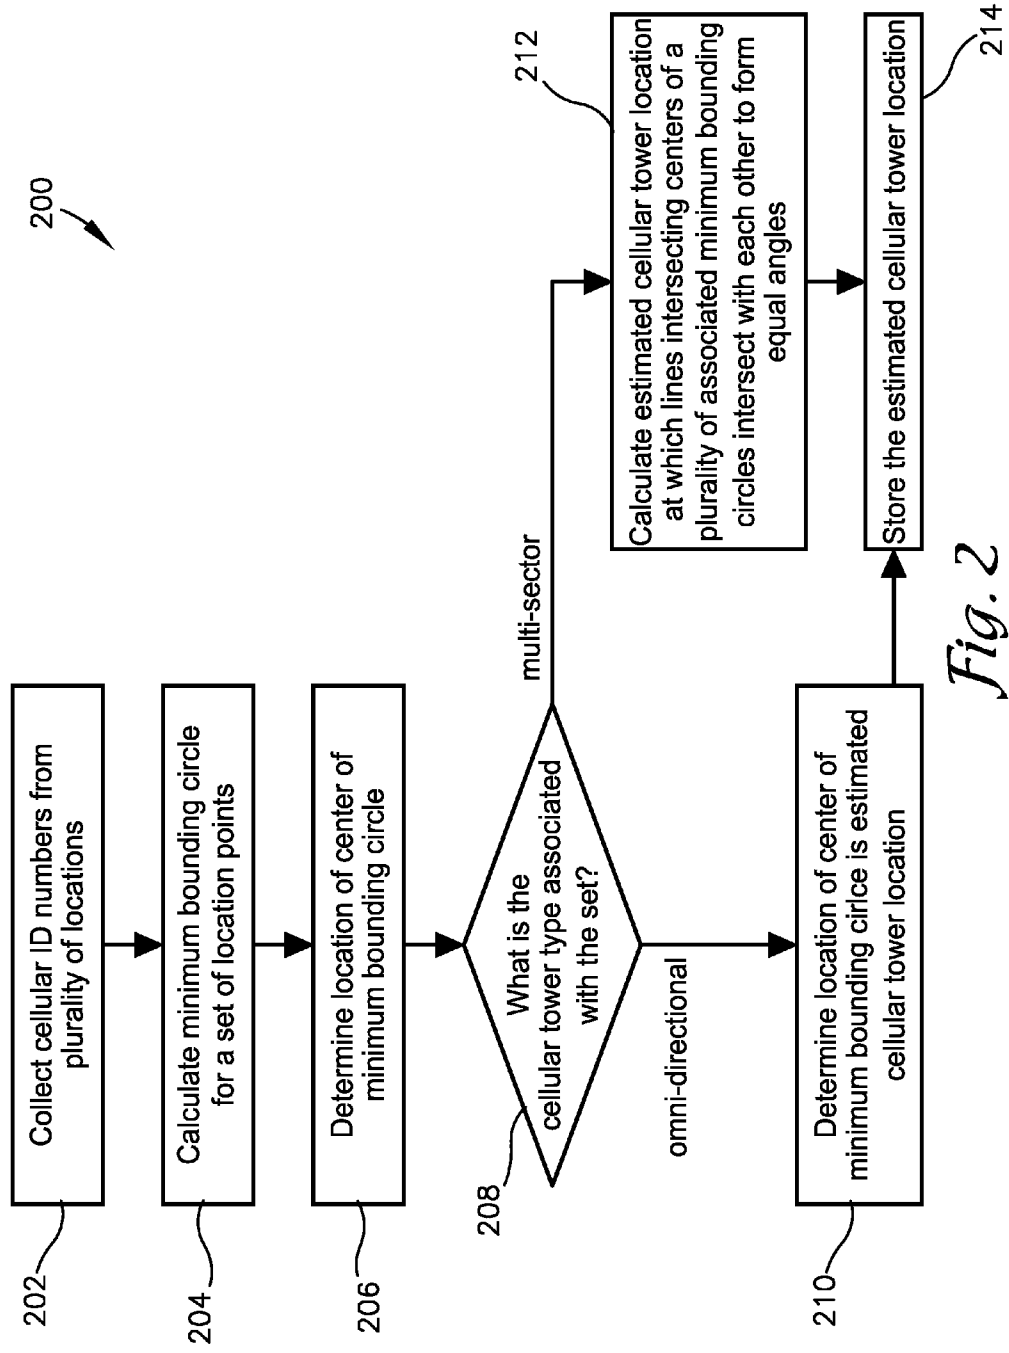 200
202
Collect cellular ID numbers from
plurality of locations
204
Calculate minimum bounding circle
for a set of location points
206
Determine location of center of
minimum bounding circle
208
What is the
cellular tower type associated
with the set?
multi-sector
omni-directional
210
Determine location of center of
minimum bounding cirlce is estimated
cellular tower location
212
Calculate estimated cellular tower location
at which lines intersecting centers of a
plurality of associated minimum bounding
circles intersect with each other to form
equal angles
Store the estimated cellular tower location
214
Fig. 2